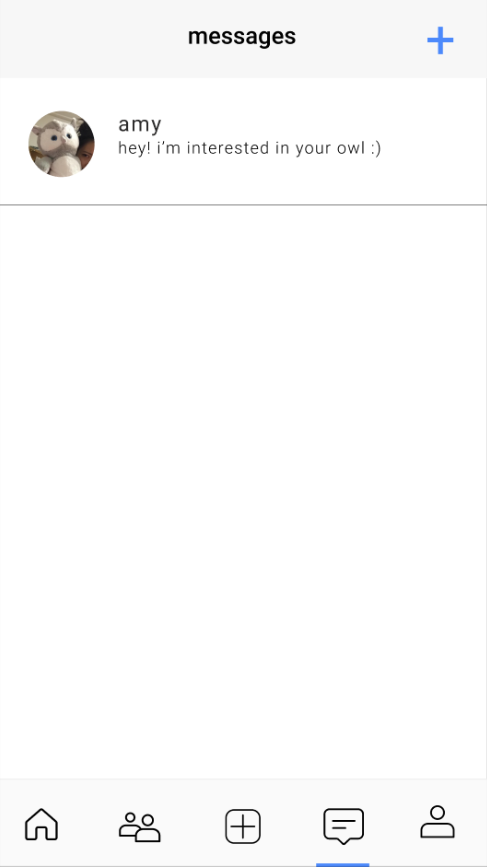 messages
amy
hey! i’m interested in your owl :)